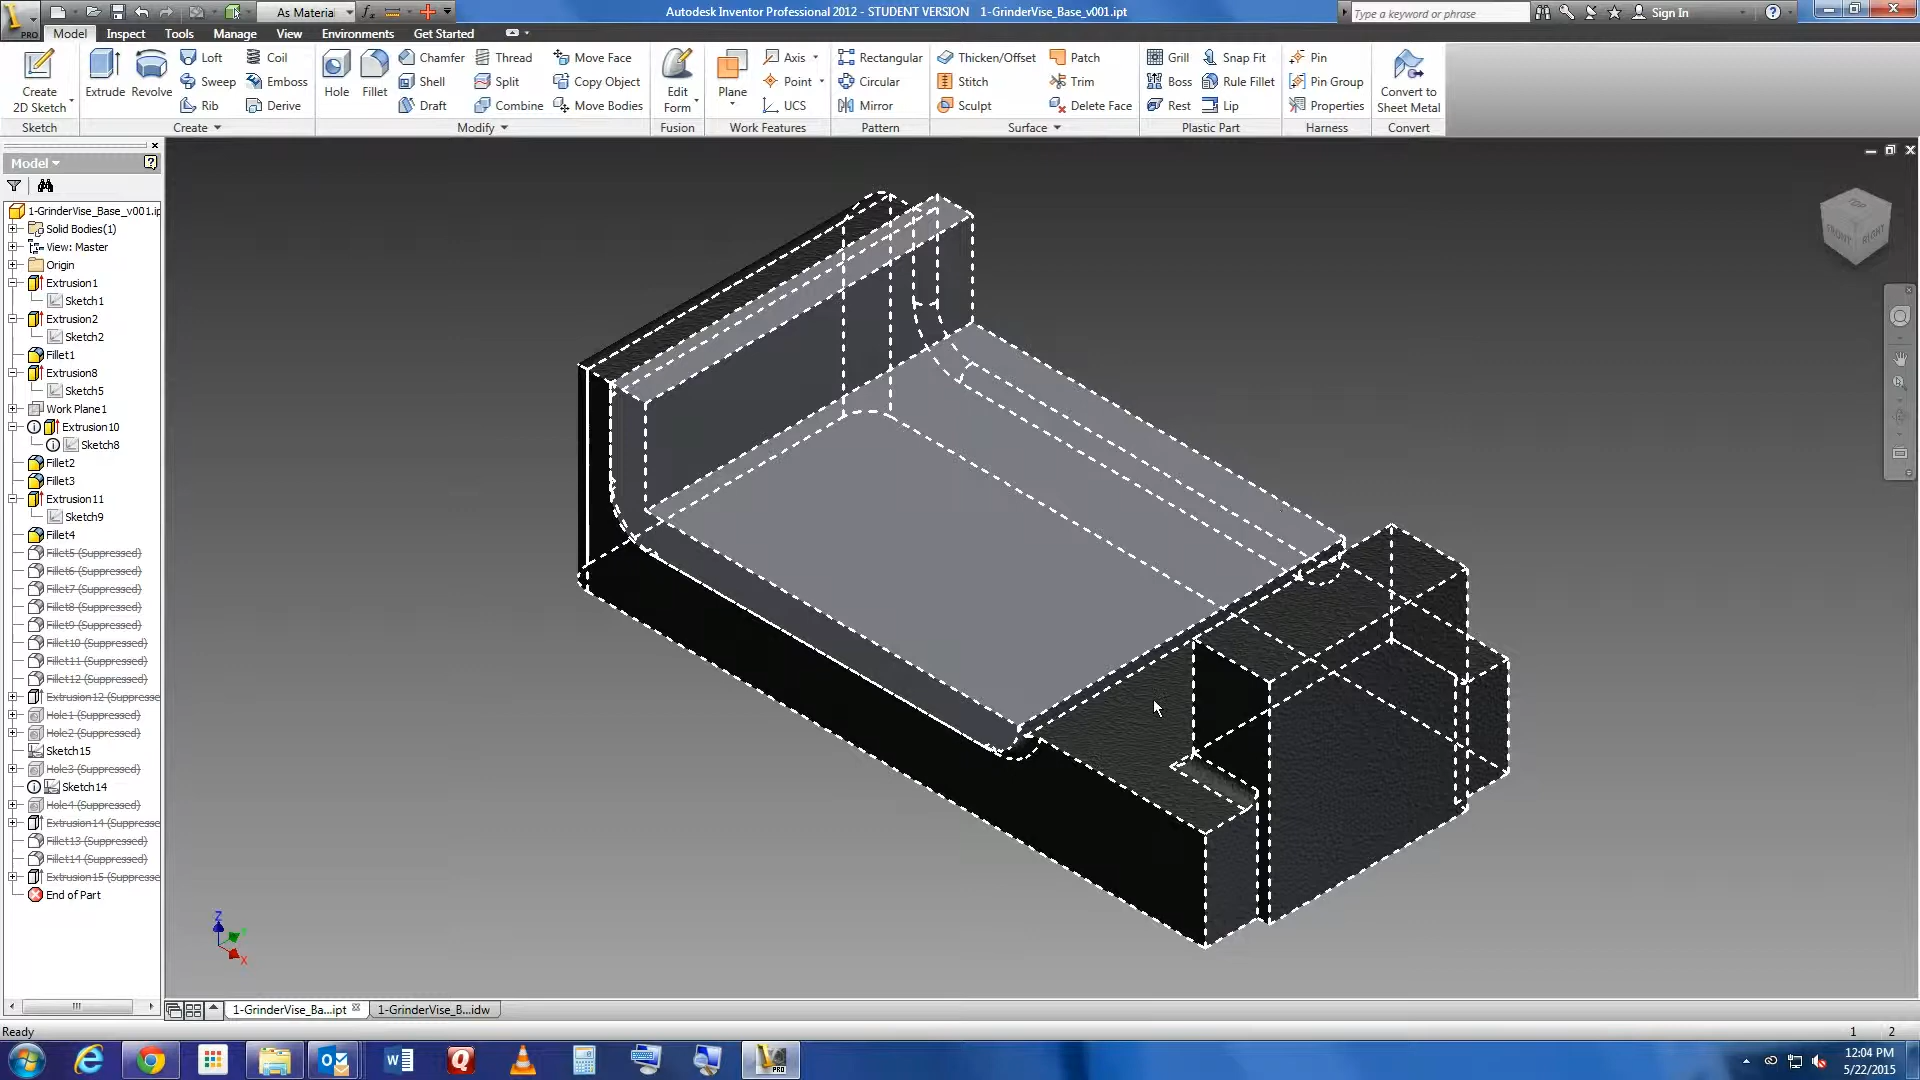 As Material
Autodesk Inventor Professional 2012 - STUDENT VERSION 1-GrinderVise_Base_v001.ipt
Type a keyword or phrase
Sign In
PRO
Model Inspect Tools Manage View Environments Get Started
Create 2D Sketch
Sketch
Extrude Revolve
Loft
Sweep
Rib
Coil
Emboss
Derive
Create
Hole Fillet
Chamfer
Shell
Draft
Thread
Split
Combine
Move Face
Copy Object
Move Bodies
Modify
Edit Form
Fusion
Plane
Axis
Point
UCS
Work Features
Rectangular
Circular
Mirror
Pattern
Thicken/Offset
Stitch
Sculpt
Patch
Trim
Delete Face
Surface
Grill
Boss
Rest
Snap Fit
Rule Fillet
Lip
Plastic Part
Pin
Pin Group
Properties
Harness
Convert to Sheet Metal
Convert
Model
1-GrinderVise_Base_v001.ip
Solid Bodies(1)
View: Master
Origin
Extrusion1
Sketch1
Extrusion2
Sketch2
Fillet1
Extrusion8
Sketch5
Work Plane1
Extrusion10
Sketch8
Fillet2
Fillet3
Extrusion11
Sketch9
Fillet4
Fillet5 (Suppressed)
Fillet6 (Suppressed)
Fillet7 (Suppressed)
Fillet8 (Suppressed)
Fillet9 (Suppressed)
Fillet10 (Suppressed)
Fillet11 (Suppressed)
Fillet12 (Suppressed)
Extrusion12 (Suppresse
Hole1 (Suppressed)
Hole2 (Suppressed)
Sketch15
Hole3 (Suppressed)
Sketch14
Hole4 (Suppressed)
Extrusion14 (Suppresse
Fillet13 (Suppressed)
Fillet14 (Suppressed)
Extrusion15 (Suppresse
End of Part
TOP
FRONT
RIGHT
Z
X
1-GrinderVise_Ba...ipt
1-GrinderVise_B...idw
Ready
1 2
PRO
12:04 PM
5/22/2015